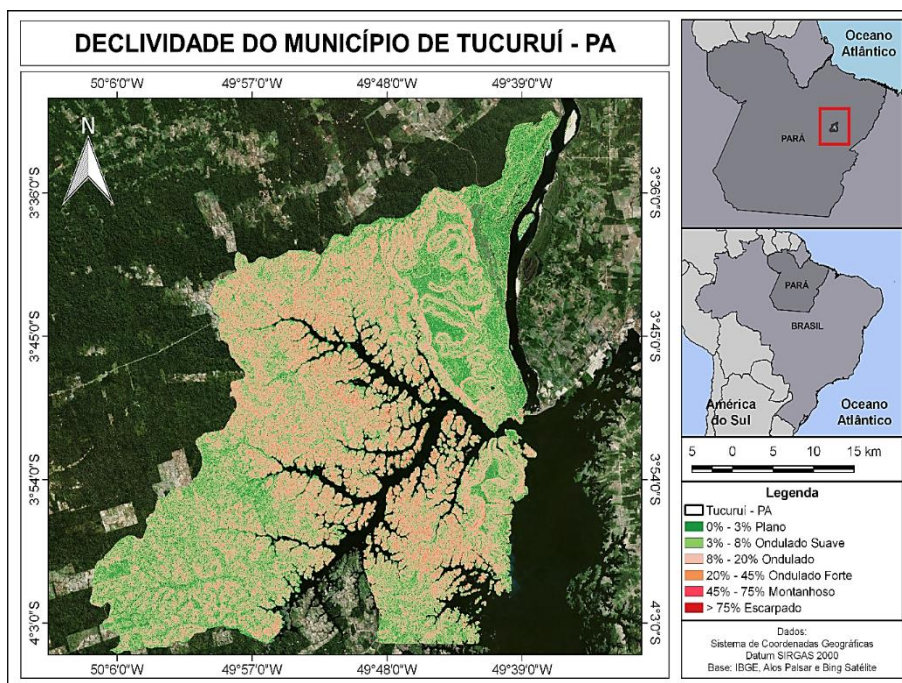 DECLIVIDADE DO MUNICÍPIO DE TUCURUÍ - PA
50°6'0"W
49°57'0"W
49°48'0"W
49°39'0"W
N
3°36'0"S
3°45'0"S
3°54'0"S
4°3'0"S
3°36'0"S
3°45'0"S
3°54'0"S
4°3'0"S
50°6'0"W
49°57'0"W
49°48'0"W
49°39'0"W
Oceano
Atlântico
PARÁ
PARÁ
BRASIL
América
do Sul
Oceano
Atlântico
5 0 5 10 15 km
Legenda
Tucuruí - PA
0% - 3% Plano
3% - 8% Ondulado Suave
8% - 20% Ondulado
20% - 45% Ondulado Forte
45% - 75% Montanhoso
> 75% Escarpado
Dados:
Sistema de Coordenadas Geográficas
Datum SIRGAS 2000
Base: IBGE, Alos Palsar e Bing Satélite